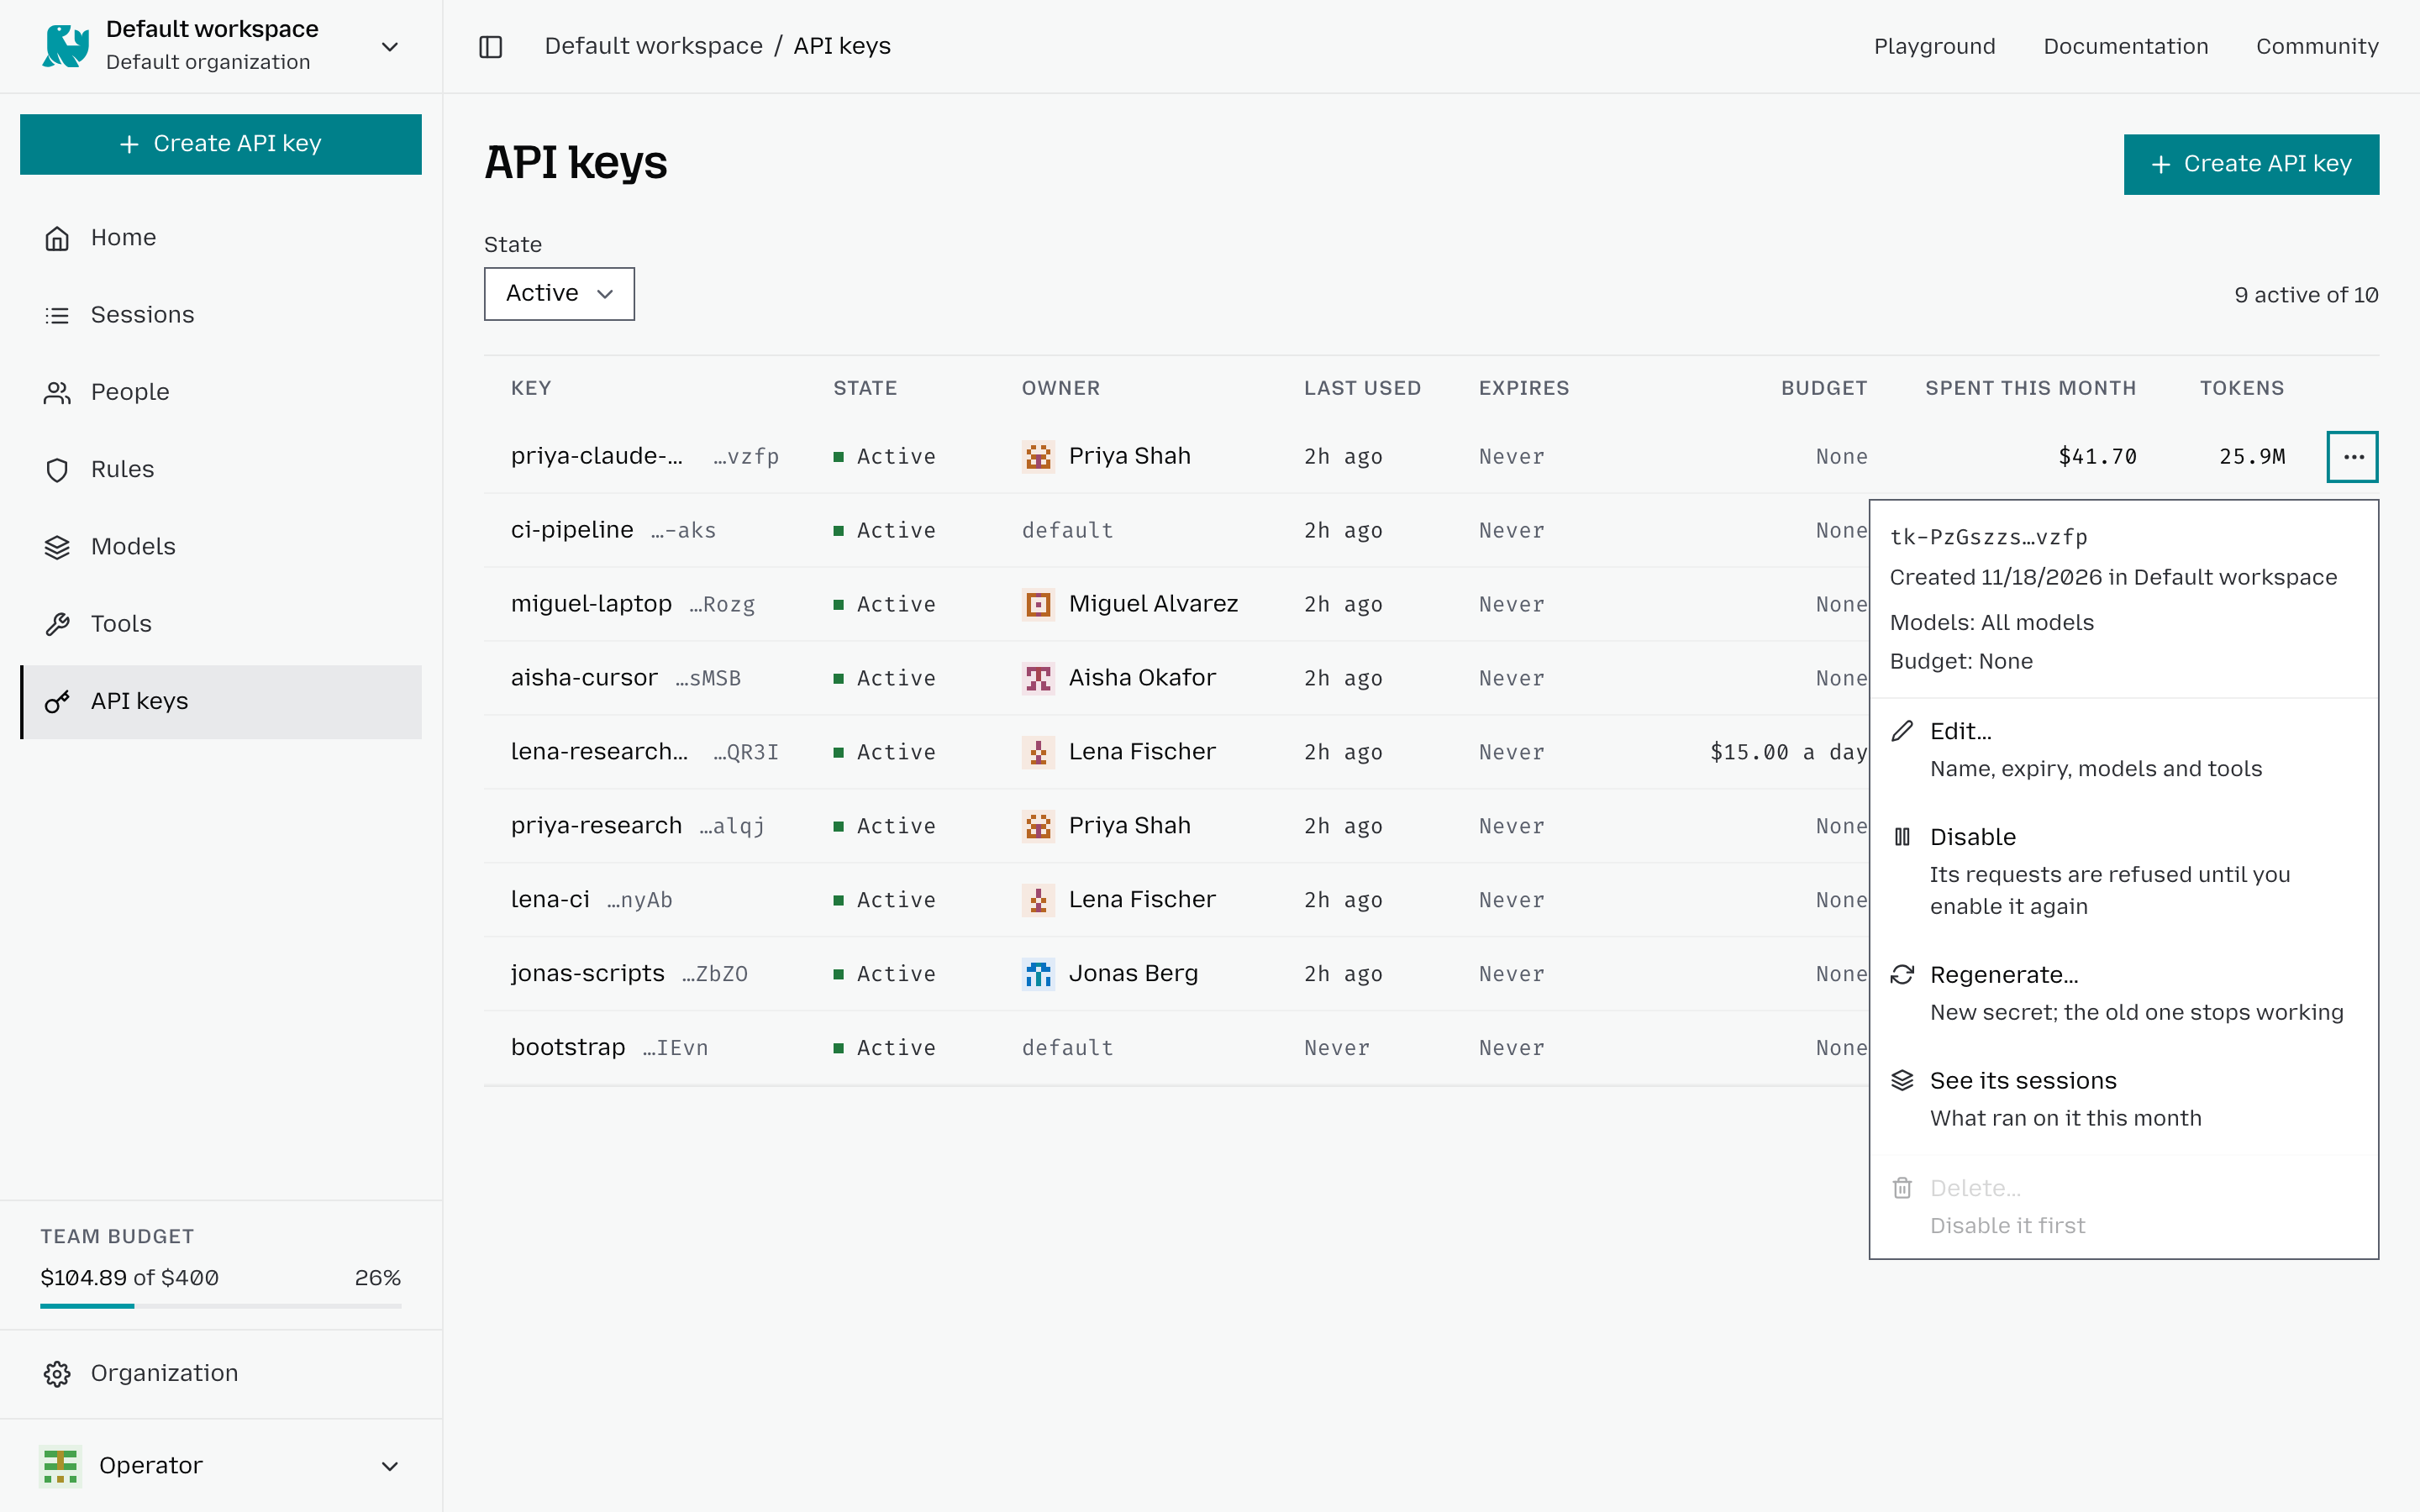 Default workspace
Default organization
Default workspace / API keys
Playground
Documentation
Community
Create API key
Home
Sessions
People
Rules
Models
Tools
API keys
TEAM BUDGET
$104.89 of $400
26%
Organization
Operator
API keys
Create API key
State
Active
9 active of 10
KEY STATE OWNER LAST USED EXPIRES BUDGET SPENT THIS MONTH TOKENS
priya-claude-… …vzfp Active Priya Shah 2h ago Never None $41.70 25.9M
ci-pipeline …-aks Active default 2h ago Never None
miguel-laptop …Rozg Active Miguel Alvarez 2h ago Never None
aisha-cursor …sMSB Active Aisha Okafor 2h ago Never None
lena-research… …QR3I Active Lena Fischer 2h ago Never $15.00 a day
priya-research …alqj Active Priya Shah 2h ago Never None
lena-ci …nyAb Active Lena Fischer 2h ago Never None
jonas-scripts …ZbZO Active Jonas Berg 2h ago Never None
bootstrap …IEvn Active default Never Never None
tk-PzGszzs…vzfp
Created 11/18/2026 in Default workspace
Models: All models
Budget: None
Edit…
Name, expiry, models and tools
Disable
Its requests are refused until you
enable it again
Regenerate…
New secret; the old one stops working
See its sessions
What ran on it this month
Delete…
Disable it first